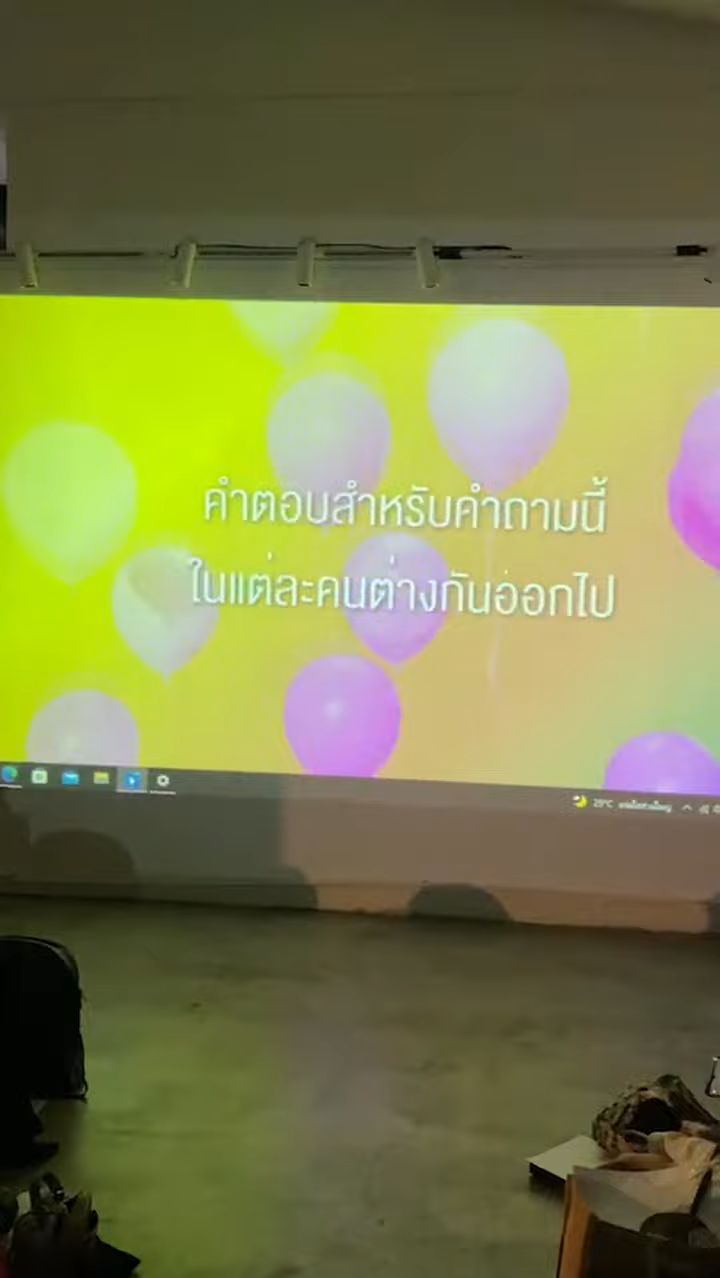 คำตอบสำหรับคำถามนี้
ในแต่ละคนต่างกันออกไป
25°C